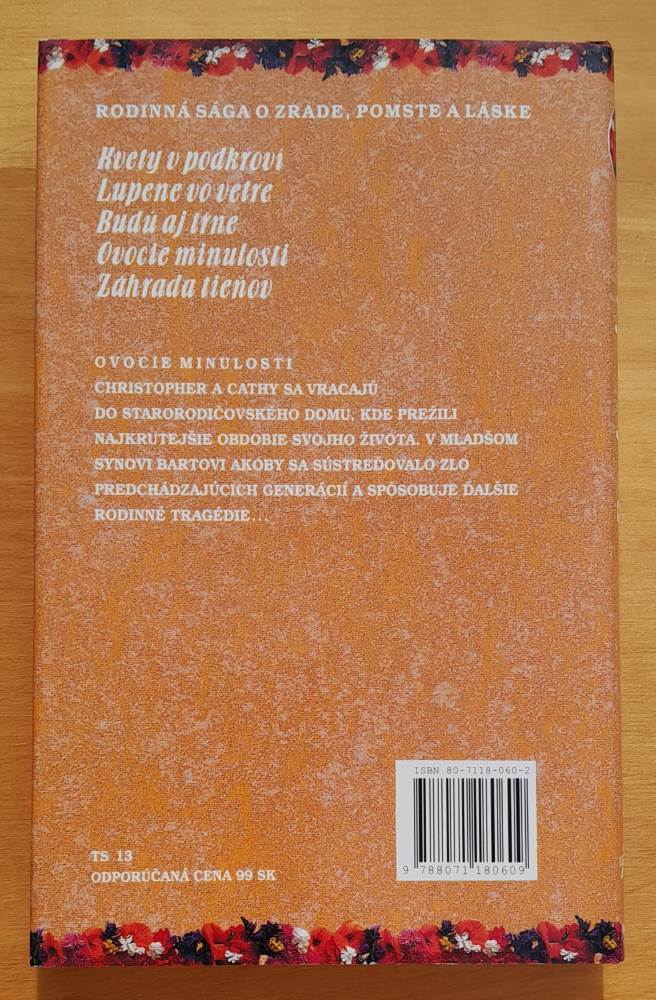 RODINNÁ SÁGA O ZRADE, POMSTE A LÁSKE
Kvety v podkroví
Lupene vo vetre
Budú aj tŕne
Ovocie minulosti
Záhrada tieňov
OVOCIE MINULOSTI
CHRISTOPHER A CATHY SA VRACAJÚ
DO STARORODIČOVSKÉHO DOMU, KDE PREŽILI
NAJKRUTEJŠIE OBDOBIE SVOJHO ŽIVOTA. V MLADŠOM
SYNOVI BARTOVI AKOBY SA SÚSTREĎOVALO ZLO
PREDCHÁDZAJÚCICH GENERÁCIÍ A SPÔSOBUJE ĎALŠIE
RODINNÉ TRAGÉDIE...
ISBN 80-7118-060-2
9 788071 180609
TS 13
ODPORÚČANÁ CENA 99 SK